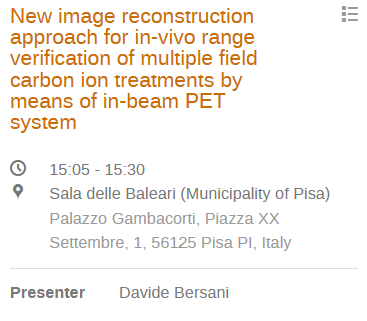 New image reconstruction
approach for in-vivo range
verification of multiple field
carbon ion treatments by
means of in-beam PET
system
15:05 - 15:30
Sala delle Baleari (Municipality of Pisa)
Palazzo Gambacorti, Piazza XX
Settembre, 1, 56125 Pisa PI, Italy
Presenter Davide Bersani